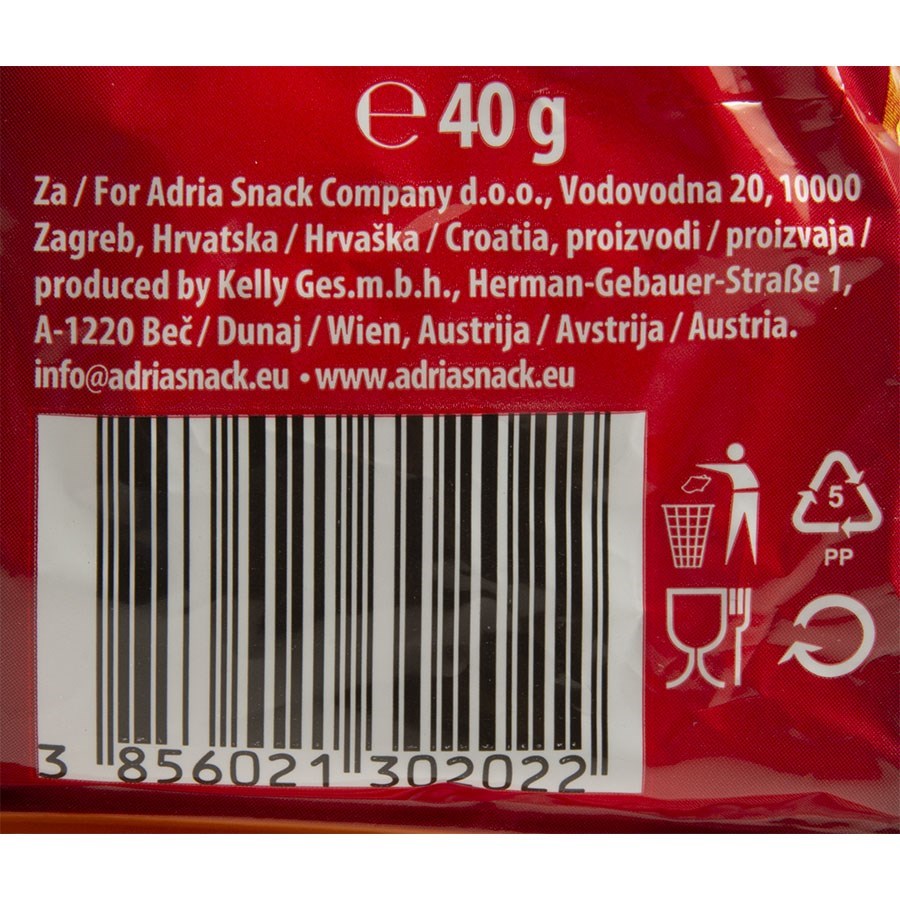 ℮ 40 g
Za / For Adria Snack Company d.o.o., Vodovodna 20, 10000
Zagreb, Hrvatska / Hrvaška / Croatia, proizvodi / proizvaja /
produced by Kelly Ges.m.b.h., Herman-Gebauer-Straße 1,
A-1220 Beč / Dunaj / Wien, Austrija / Avstrija / Austria.
info@adriasnack.eu • www.adriasnack.eu
5
PP
3 856021 302022